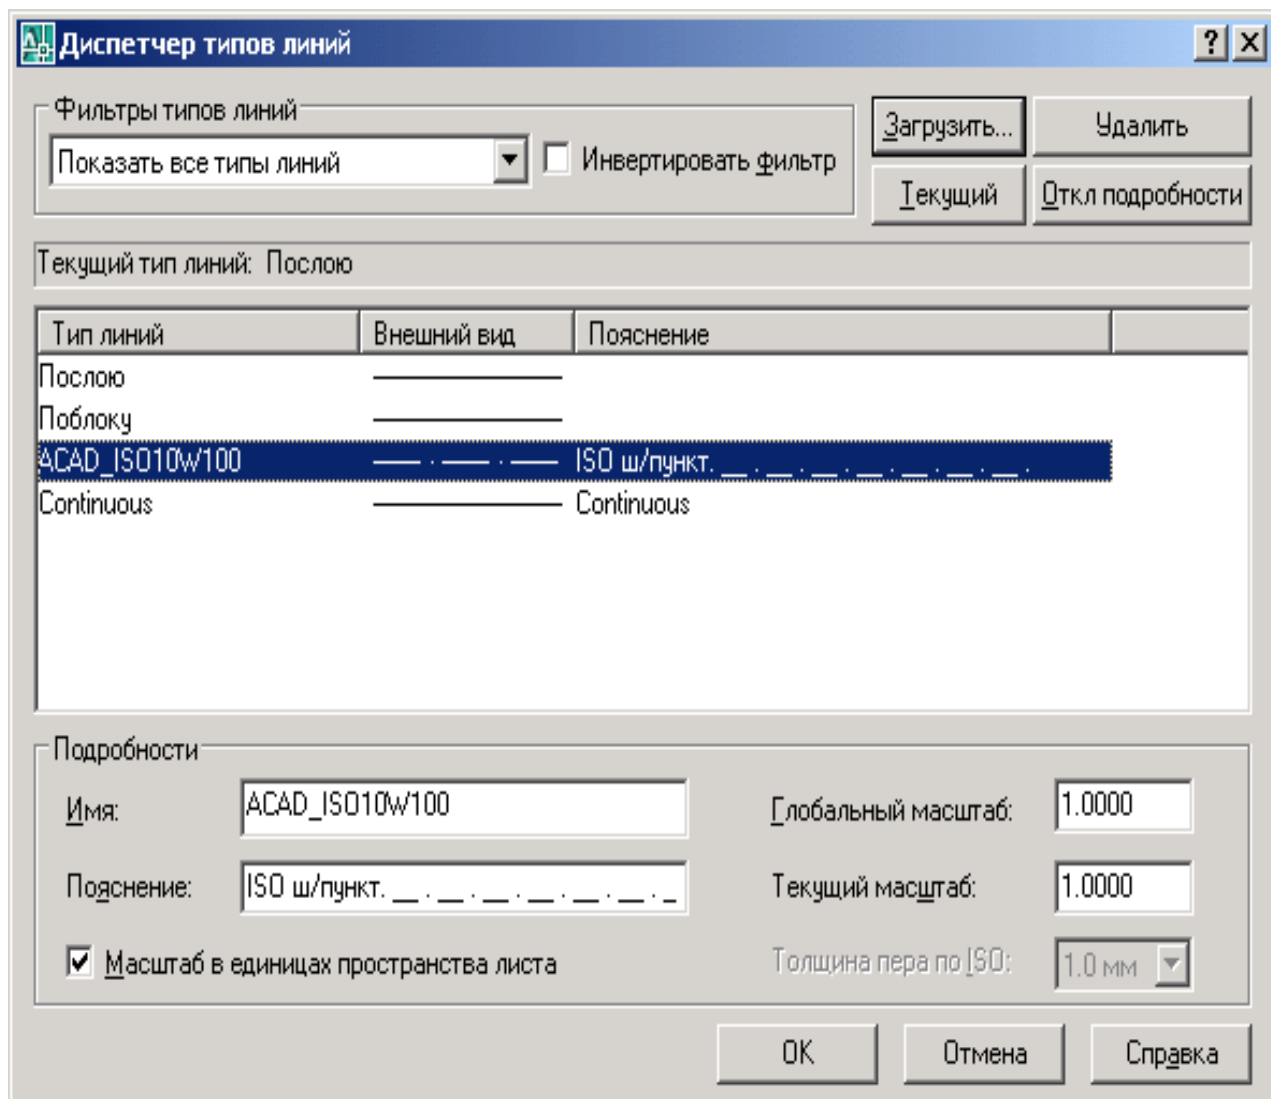 Диспетчер типов линий
Фильтры типов линий
Показать все типы линий
Инвертировать фильтр
Загрузить...
Удалить
Текущий
Откл подробности
Текущий тип линий: Послою
Тип линий Внешний вид Пояснение
Послою
Поблоку
ACAD_ISO10W100 ISO ш/пункт. __ . __ . __ . __ . __ . __ . __ .
Continuous Continuous
Подробности
Имя: ACAD_ISO10W100 Глобальный масштаб: 1.0000
Пояснение: ISO ш/пункт. __ . __ . __ . __ . __ . __ . _ Текущий масштаб: 1.0000
Масштаб в единицах пространства листа Толщина пера по ISO: 1.0 мм
OK Отмена Справка